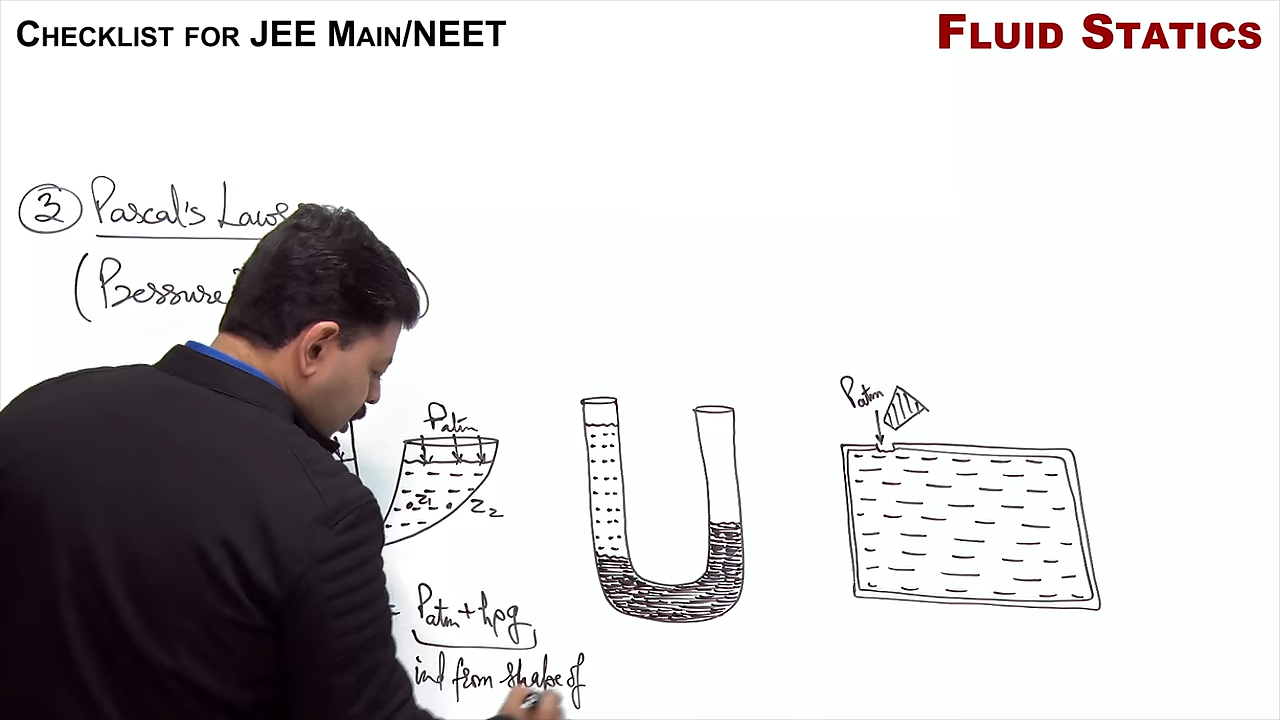 CHECKLIST FOR JEE MAIN/NEET
FLUID STATICS
3 Pascal's Laws
(Pressure )
Patm
Z1 Z2
= Patm + hρg
ind from shape of
Patm